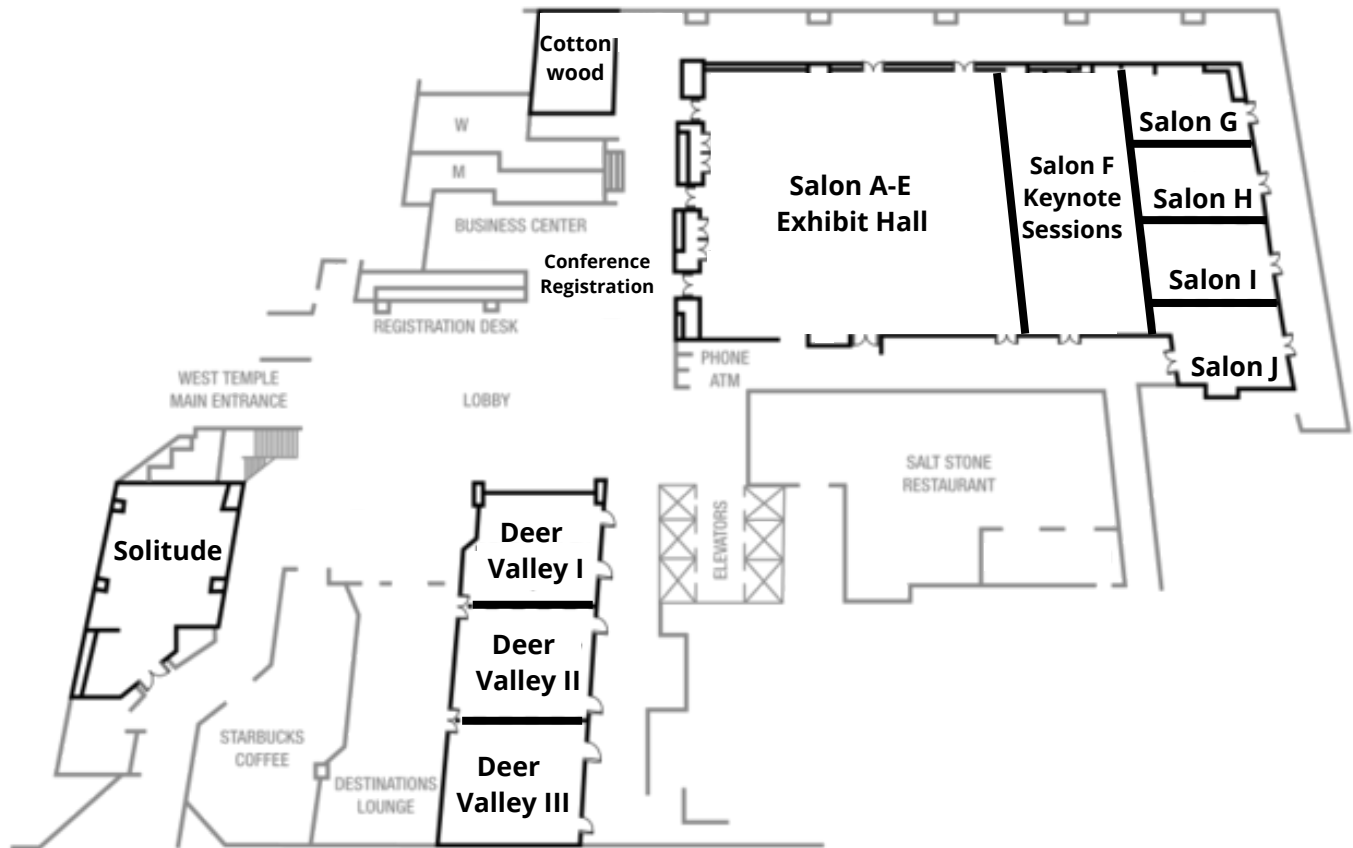 Cotton
wood
W
M
BUSINESS CENTER
Conference
Registration
REGISTRATION DESK
Salon A-E
Exhibit Hall
Salon F
Keynote
Sessions
Salon G
Salon H
Salon I
Salon J
PHONE
ATM
WEST TEMPLE
MAIN ENTRANCE
LOBBY
SALT STONE
RESTAURANT
ELEVATORS
Solitude
Deer
Valley I
Deer
Valley II
Deer
Valley III
STARBUCKS
COFFEE
DESTINATIONS
LOUNGE